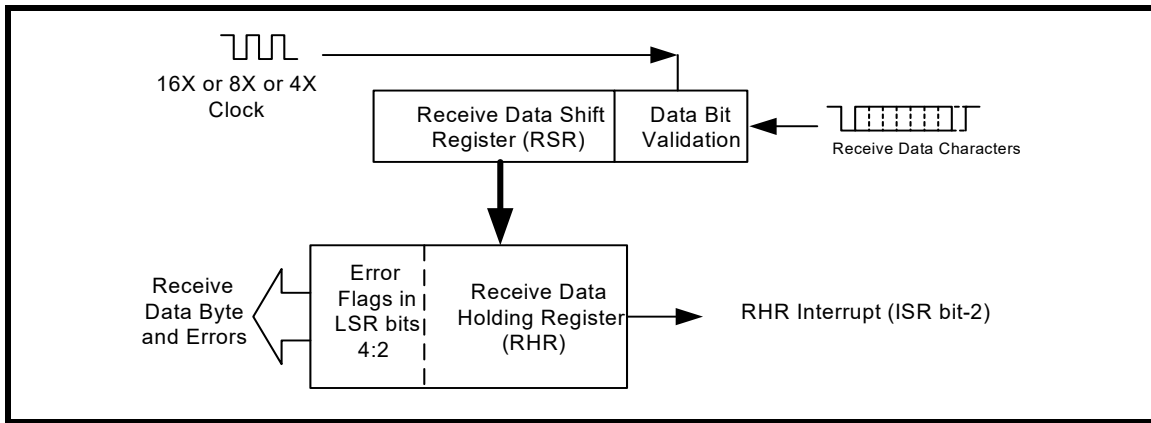 16X or 8X or 4X
Clock
Receive Data Shift
Register (RSR)
Data Bit
Validation
Receive Data Characters
Receive
Data Byte
and Errors
Error
Flags in
LSR bits
4:2
Receive Data
Holding Register
(RHR)
RHR Interrupt (ISR bit-2)